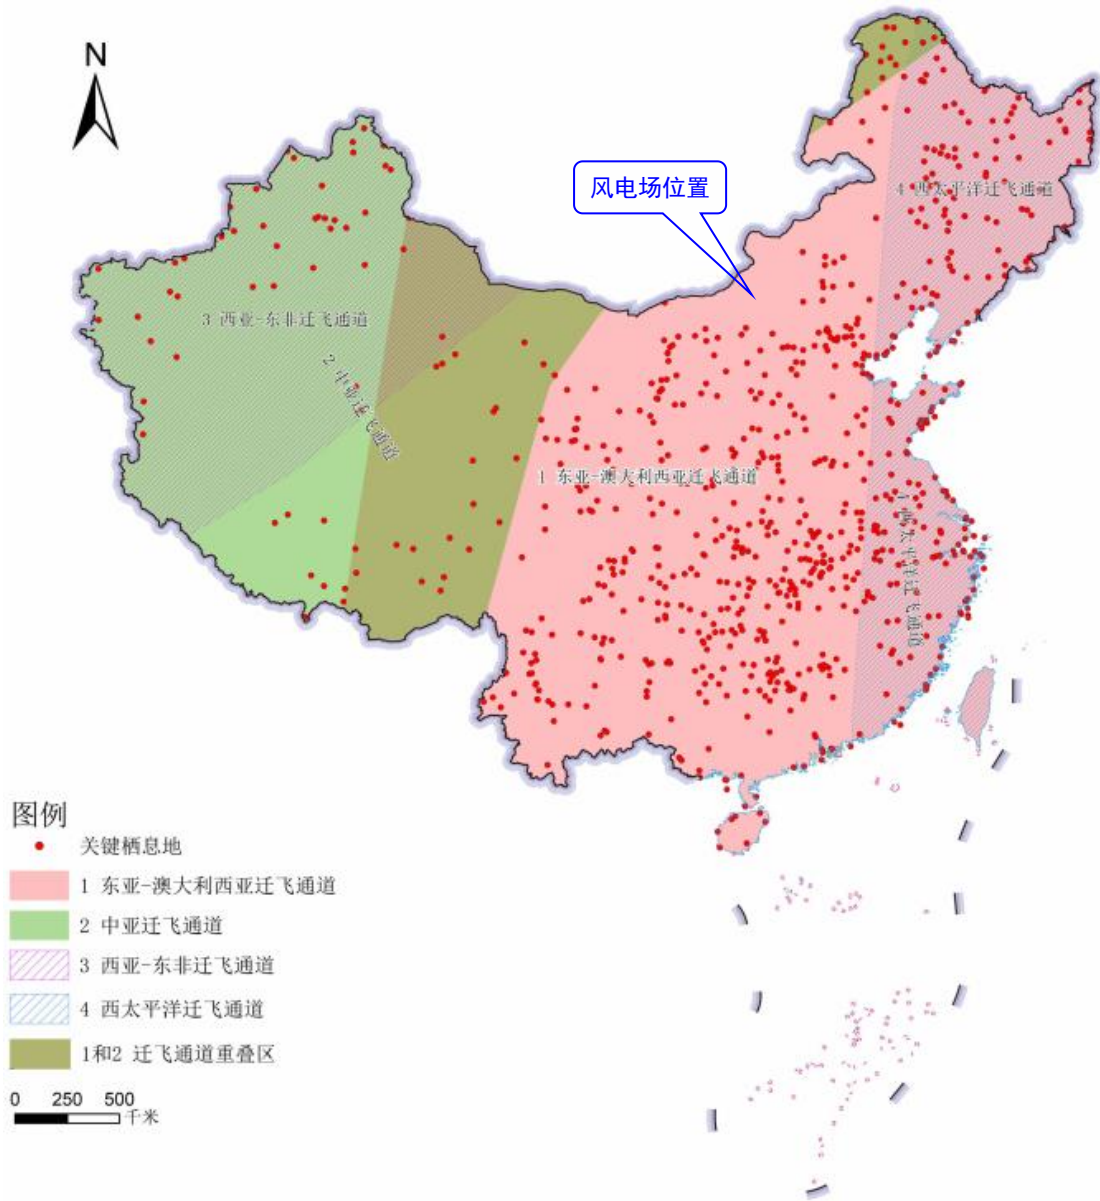 N
风电场位置
4 西太平洋迁飞通道
3 西亚-东非迁飞通道
2 中亚迁飞通道
1 东亚-澳大利西亚迁飞通道
4 西太平洋迁飞通道
图例
关键栖息地
1 东亚-澳大利西亚迁飞通道
2 中亚迁飞通道
3 西亚-东非迁飞通道
4 西太平洋迁飞通道
1和2 迁飞通道重叠区
0 250 500
千米